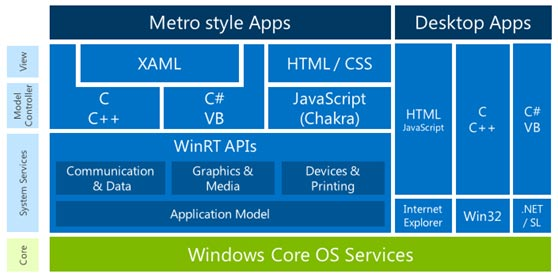 Metro style Apps
Desktop Apps
View
XAML
HTML / CSS
Model
Controller
C
C++
C#
VB
JavaScript
(Chakra)
HTML
JavaScript
C
C++
C#
VB
System Services
WinRT APIs
Communication
& Data
Graphics &
Media
Devices &
Printing
Application Model
Internet
Explorer
Win32
.NET
/ SL
Core
Windows Core OS Services